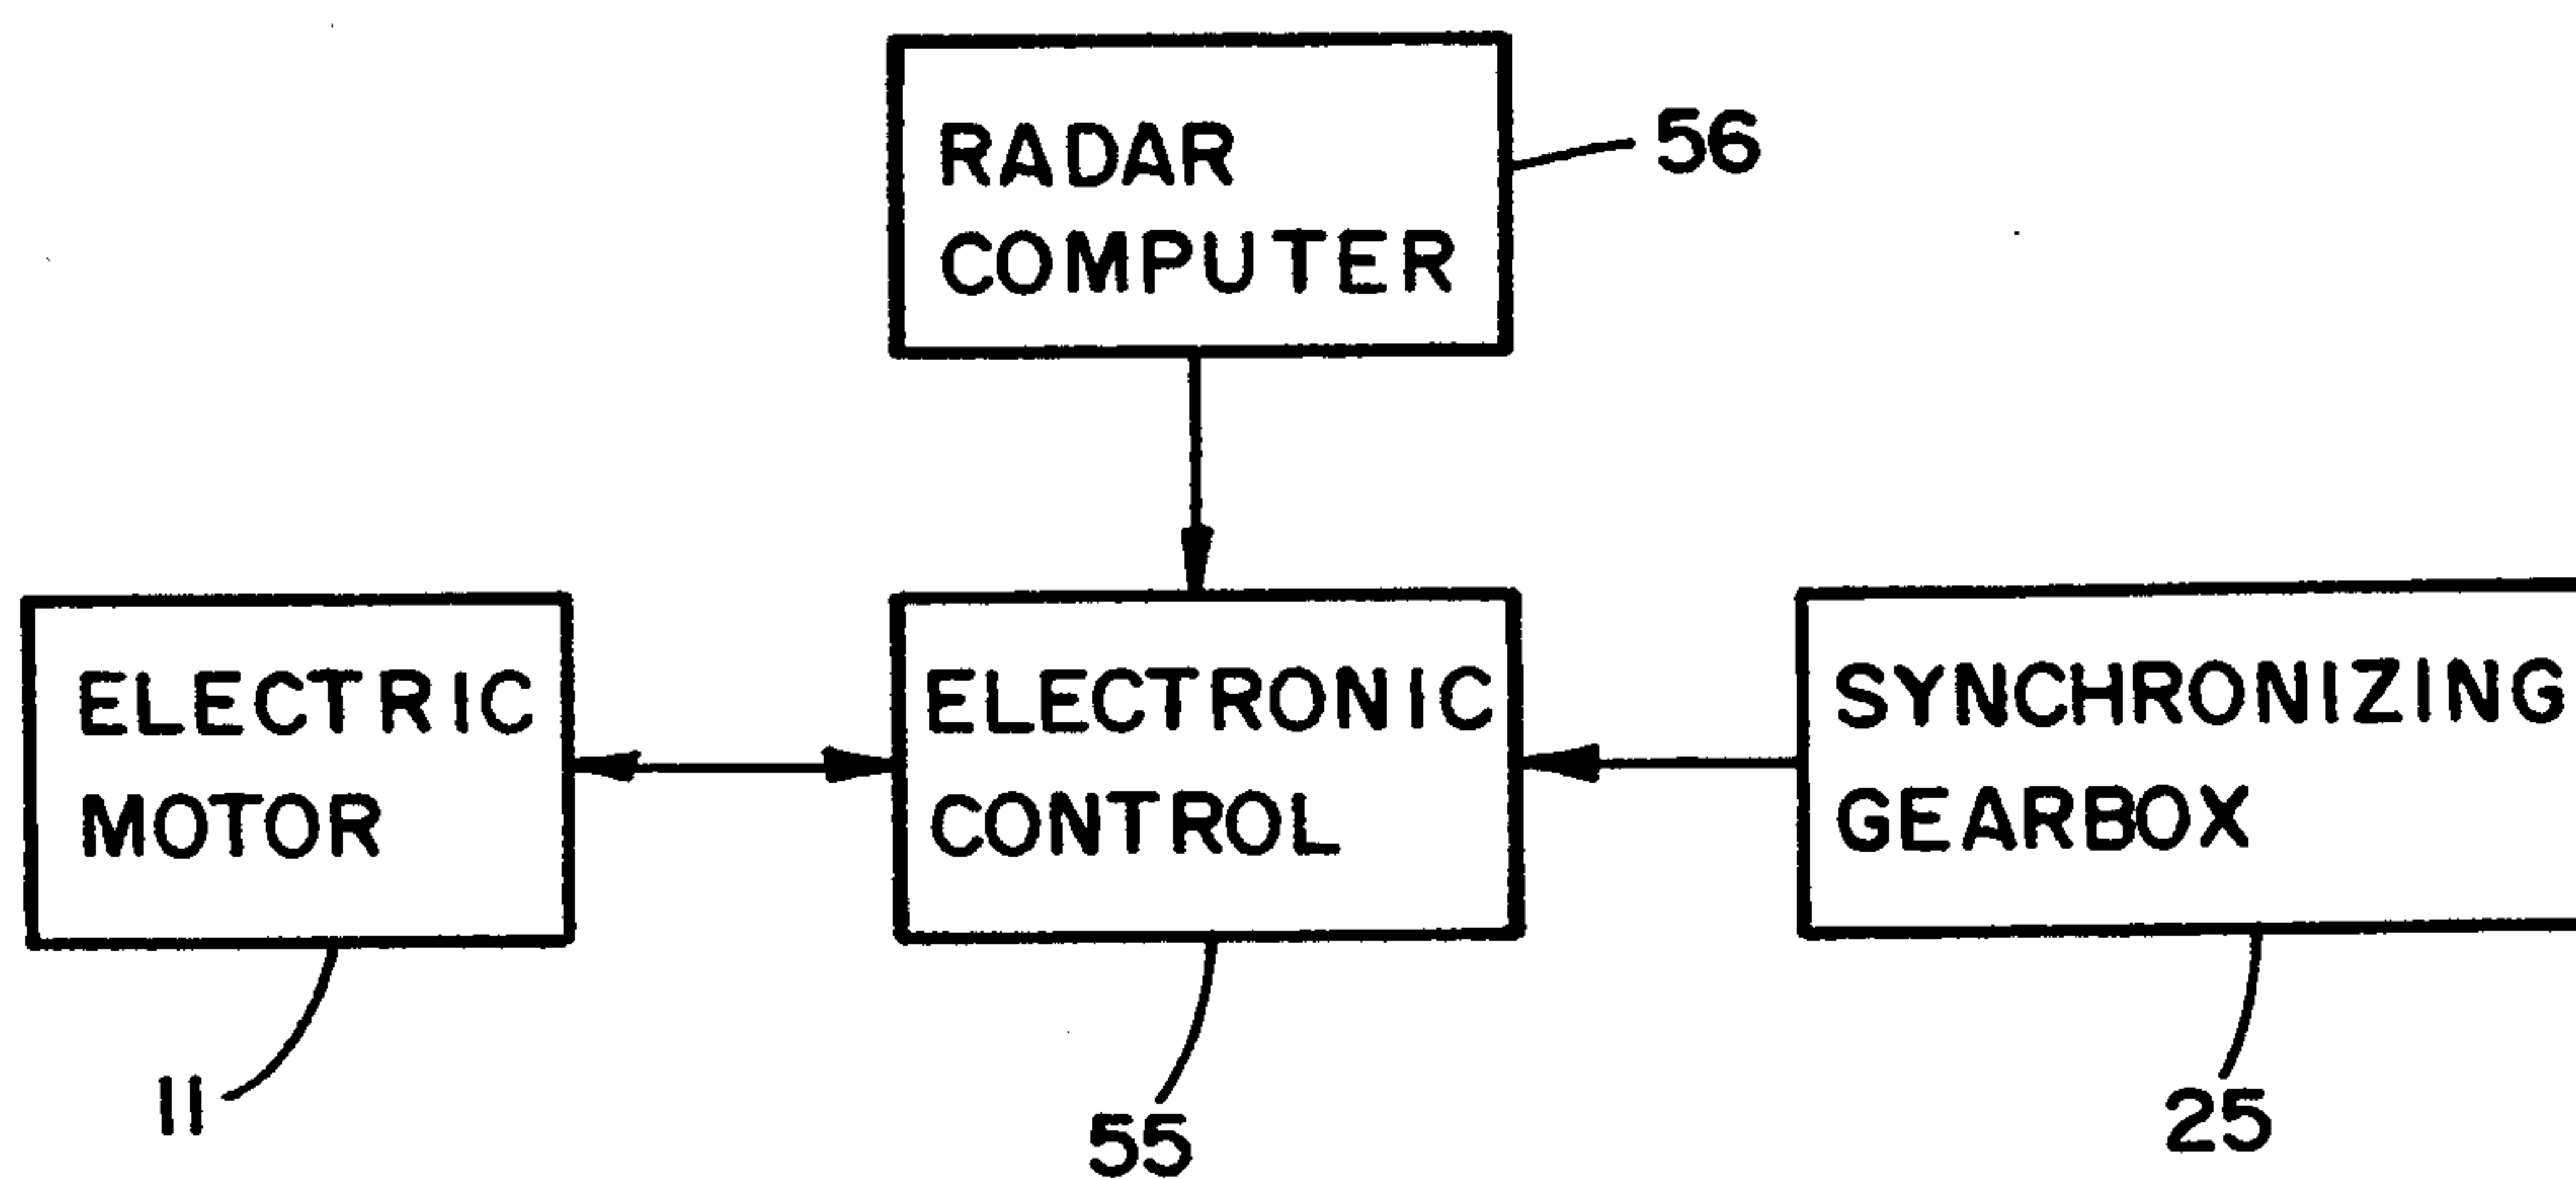 RADAR
COMPUTER
56
ELECTRIC
MOTOR
ELECTRONIC
CONTROL
SYNCHRONIZING
GEARBOX
11
55
25